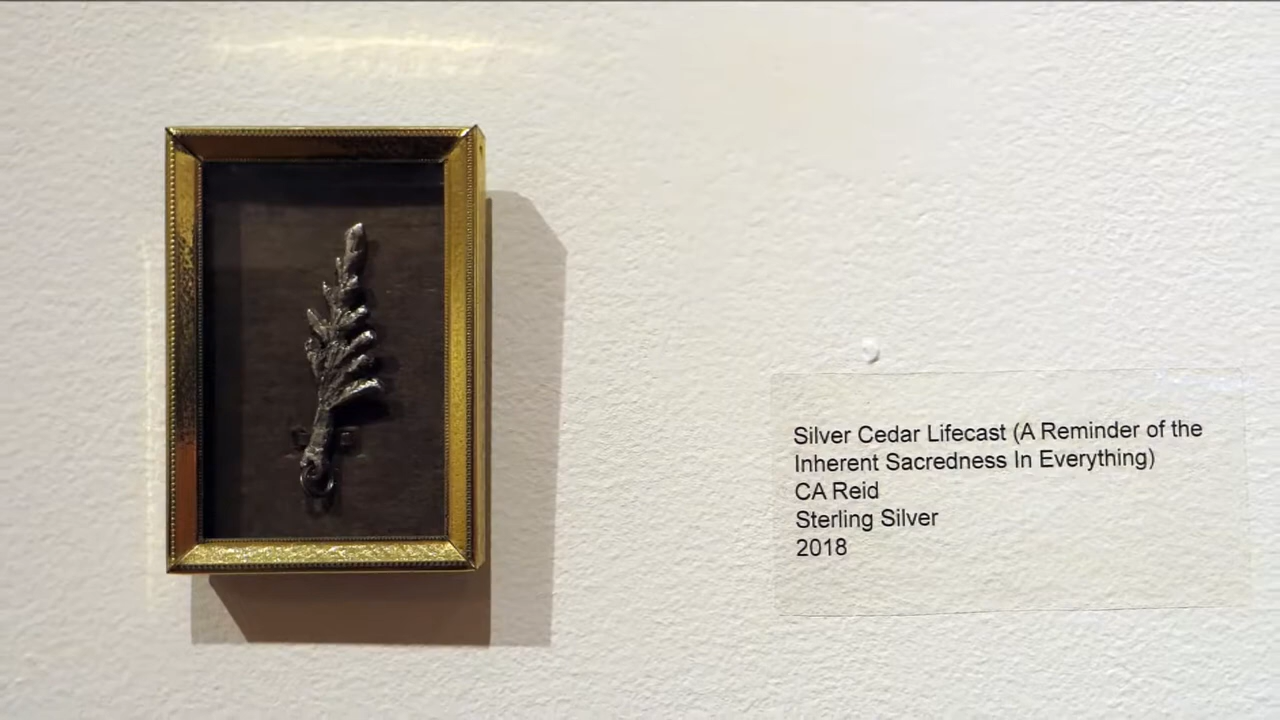 Silver Cedar Lifecast (A Reminder of the
Inherent Sacredness In Everything)
CA Reid
Sterling Silver
2018